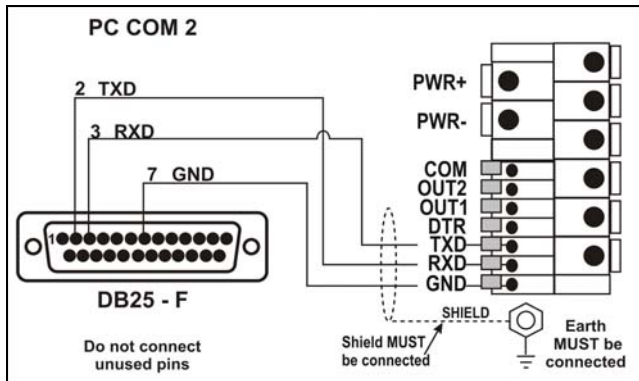 PC COM 2
2 TXD
3 RXD
7 GND
1
DB25 - F
Do not connect
unused pins
PWR+
PWR-
COM
OUT2
OUT1
DTR
TXD
RXD
GND
SHIELD
Shield MUST
be connected
Earth
MUST be
connected